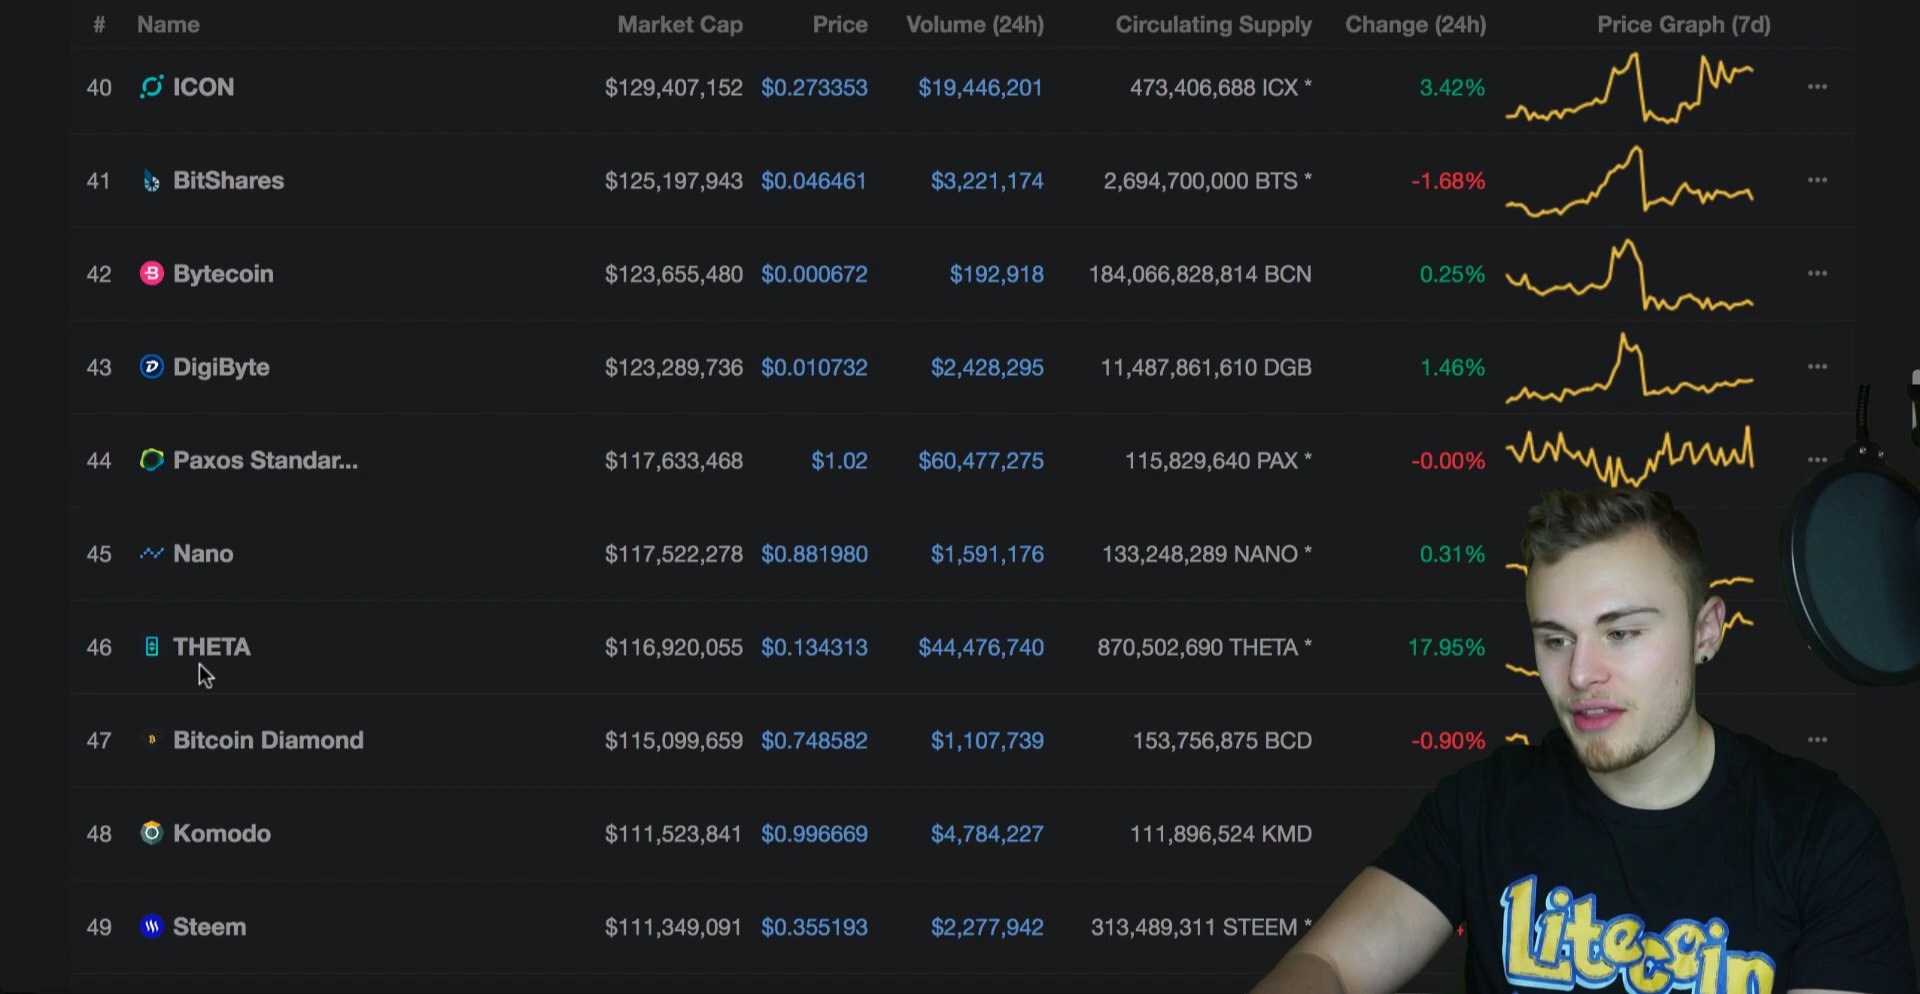 # Name Market Cap Price Volume (24h) Circulating Supply Change (24h) Price Graph (7d)
40 ICON $129,407,152 $0.273353 $19,446,201 473,406,688 ICX * 3.42%
41 BitShares $125,197,943 $0.046461 $3,221,174 2,694,700,000 BTS * -1.68%
42 Bytecoin $123,655,480 $0.000672 $192,918 184,066,828,814 BCN 0.25%
43 DigiByte $123,289,736 $0.010732 $2,428,295 11,487,861,610 DGB 1.46%
44 Paxos Standar... $117,633,468 $1.02 $60,477,275 115,829,640 PAX * -0.00%
45 Nano $117,522,278 $0.881980 $1,591,176 133,248,289 NANO * 0.31%
46 THETA $116,920,055 $0.134313 $44,476,740 870,502,690 THETA * 17.95%
47 Bitcoin Diamond $115,099,659 $0.748582 $1,107,739 153,756,875 BCD -0.90%
48 Komodo $111,523,841 $0.996669 $4,784,227 111,896,524 KMD
49 Steem $111,349,091 $0.355193 $2,277,942 313,489,311 STEEM *
Litecoin